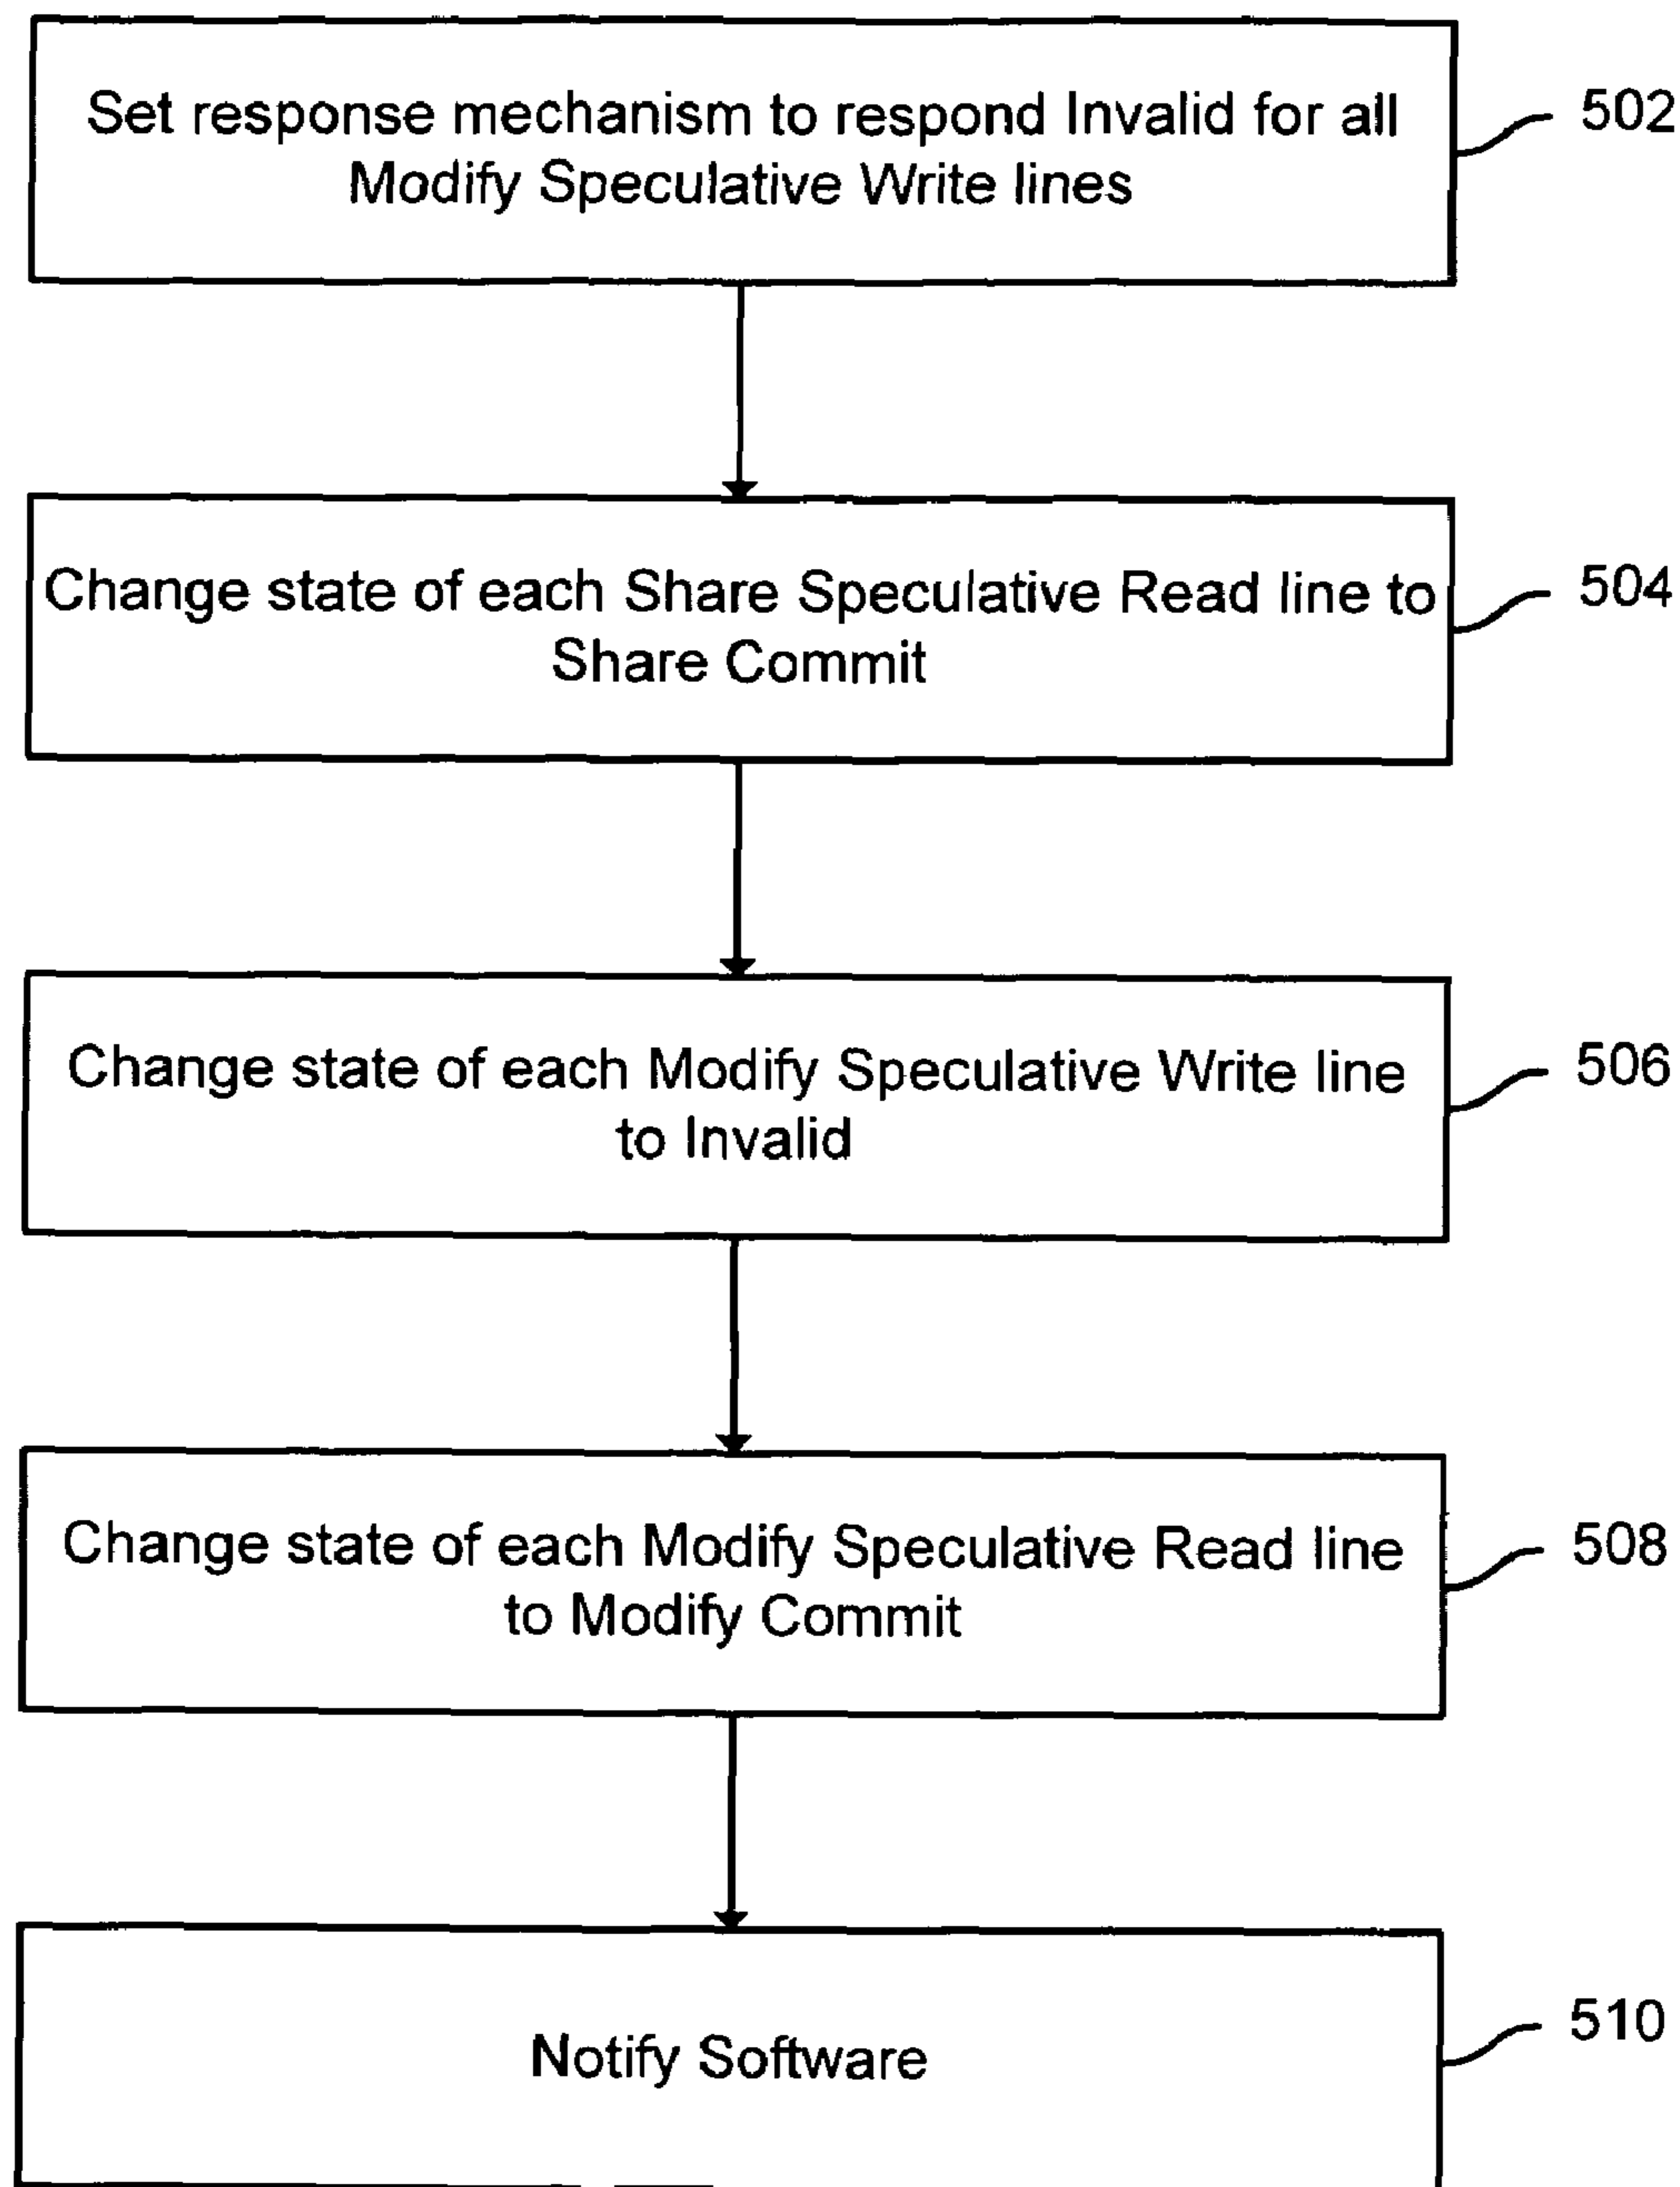 Set response mechanism to respond Invalid for all
Modify Speculative Write lines
502
Change state of each Share Speculative Read line to
Share Commit
504
Change state of each Modify Speculative Write line
to Invalid
506
Change state of each Modify Speculative Read line
to Modify Commit
508
Notify Software
510